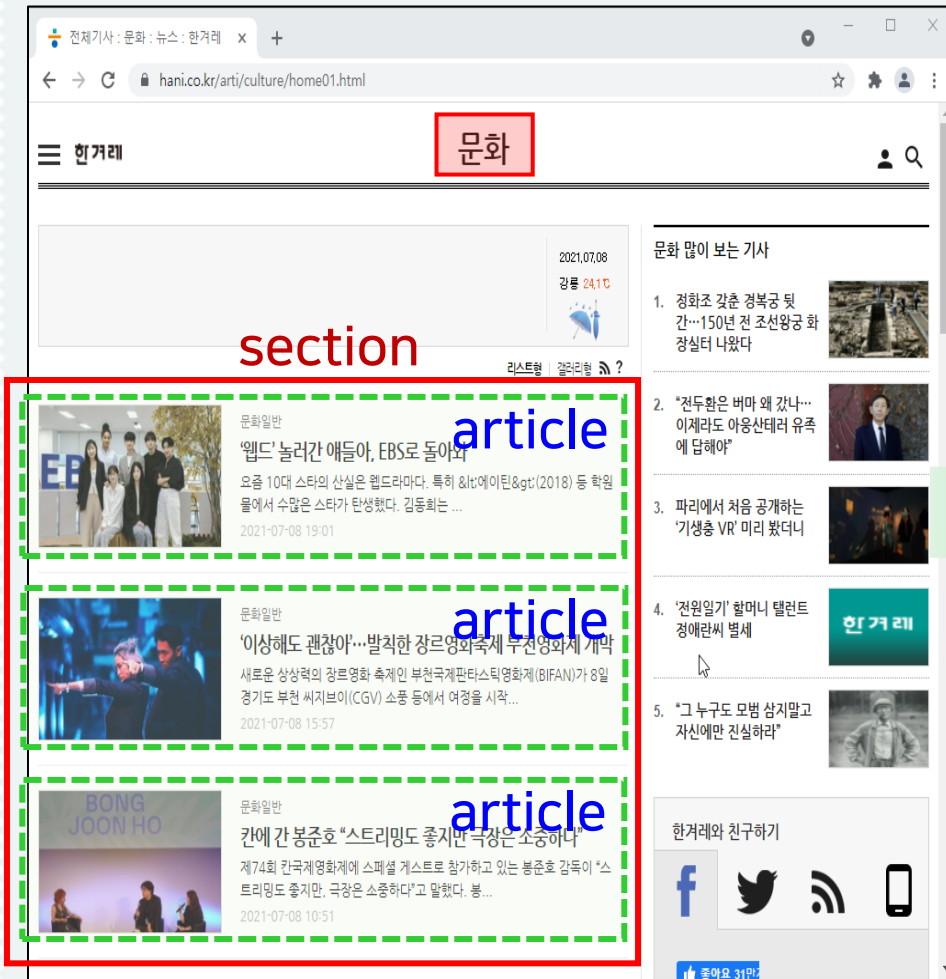 전체기사 : 문화 : 뉴스 : 한겨레
hani.co.kr/arti/culture/home01.html
한겨레
문화
2021.07.08
강릉 24.1℃
section
리스트형 | 갤러리형 ?
article
문화일반
‘웹드’ 놀러간 애들아, EBS로 돌아와
요즘 10대 스타의 산실은 웹드라마다. 특히 &lt;에이틴&gt;(2018) 등 학원
물에서 수많은 스타가 탄생했다. 김동희는 ...
2021-07-08 19:01
EB
article
문화일반
‘이상해도 괜찮아’…발칙한 장르영화축제 부천영화제 개막
새로운 상상력의 장르영화 축제인 부천국제판타스틱영화제(BIFAN)가 8일
경기도 부천 씨지브이(CGV) 소풍 등에서 여정을 시작...
2021-07-08 15:57
article
BONG
JOON HO
문화일반
칸에 간 봉준호 “스트리밍도 좋지만 극장은 소중하다”
제74회 칸국제영화제에 스페셜 게스트로 참가하고 있는 봉준호 감독이 “스
트리밍도 좋지만, 극장은 소중하다”고 말했다. 봉...
2021-07-08 10:51
문화 많이 보는 기사
1. 정화조 갖춘 경복궁 뒷
간…150년 전 조선왕궁 화
장실터 나왔다
2. “전두환은 버마 왜 갔나…
이제라도 아웅산테러 유족
에 답해야”
3. 파리에서 처음 공개하는
‘기생충 VR’ 미리 봤더니
4. ‘전원일기’ 할머니 탤런트
정애란씨 별세
한겨레
5. “그 누구도 모범 삼지말고
자신에만 진실하라”
한겨레와 친구하기
좋아요 31만